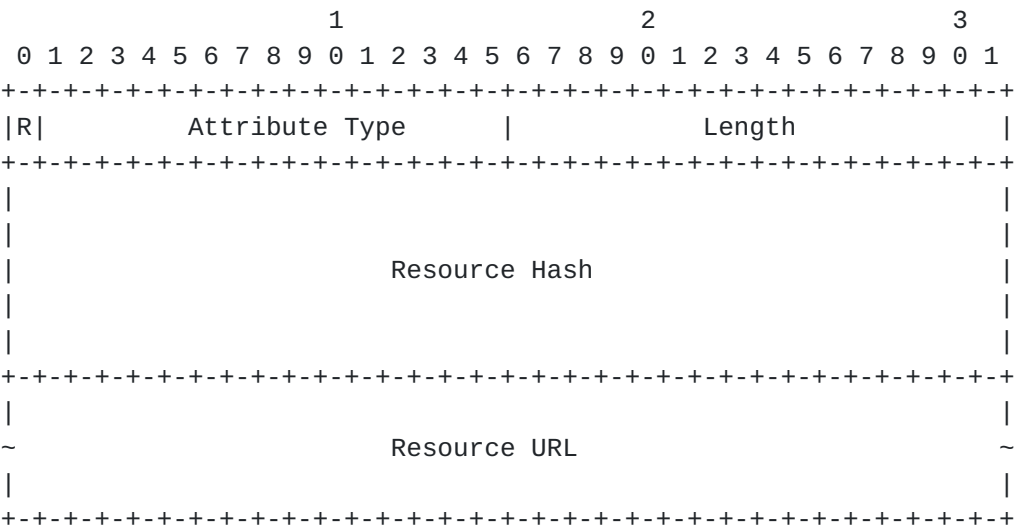 1                   2                   3
 0 1 2 3 4 5 6 7 8 9 0 1 2 3 4 5 6 7 8 9 0 1 2 3 4 5 6 7 8 9 0 1
+-+-+-+-+-+-+-+-+-+-+-+-+-+-+-+-+-+-+-+-+-+-+-+-+-+-+-+-+-+-+-+-+
|R|         Attribute Type      |            Length             |
+-+-+-+-+-+-+-+-+-+-+-+-+-+-+-+-+-+-+-+-+-+-+-+-+-+-+-+-+-+-+-+-+
|                                                               |
|                                                               |
|                        Resource Hash                          |
|                                                               |
|                                                               |
+-+-+-+-+-+-+-+-+-+-+-+-+-+-+-+-+-+-+-+-+-+-+-+-+-+-+-+-+-+-+-+-+
|                                                               |
~                        Resource URL                           ~
|                                                               |
+-+-+-+-+-+-+-+-+-+-+-+-+-+-+-+-+-+-+-+-+-+-+-+-+-+-+-+-+-+-+-+-+